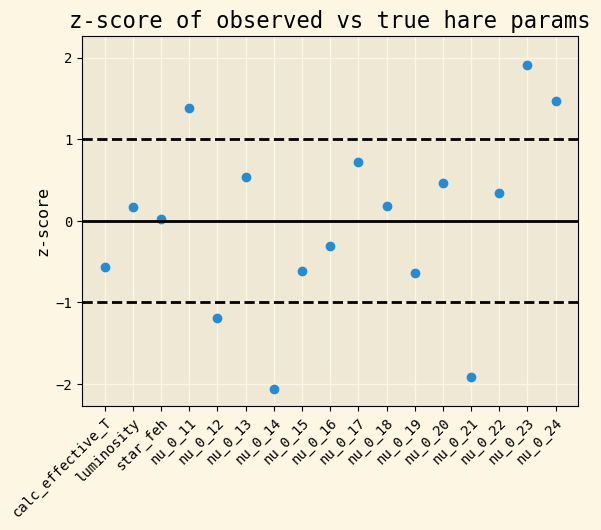 z-score of observed vs true hare params
z-score
2
1
0
−1
−2
calc_effective_T
luminosity
star_feh
nu_0_11
nu_0_12
nu_0_13
nu_0_14
nu_0_15
nu_0_16
nu_0_17
nu_0_18
nu_0_19
nu_0_20
nu_0_21
nu_0_22
nu_0_23
nu_0_24